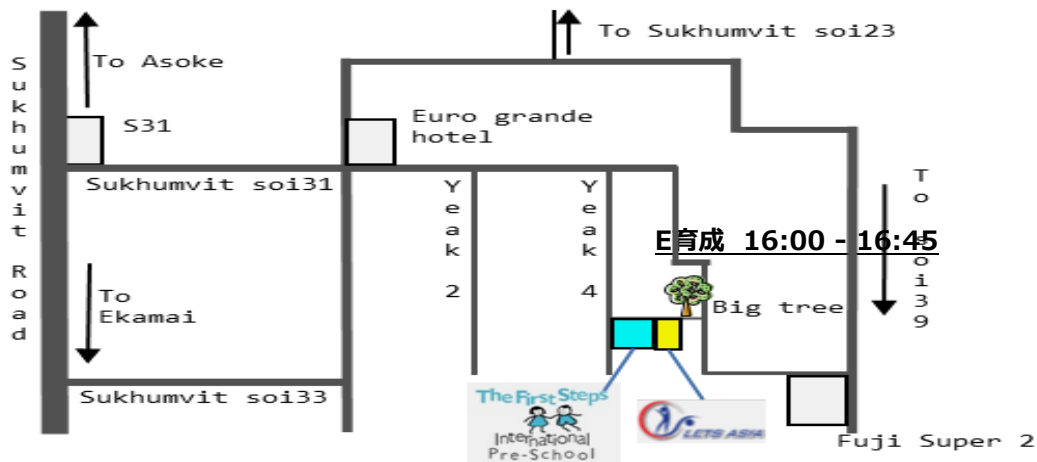 To Sukhumvit soi23
To Asoke
Sukhumvit Road
S31
Euro grande
hotel
Sukhumvit soi31
Yeak 2
Yeak 4
To soi39
E育成 16:00 - 16:45
To
Ekamai
Big tree
Sukhumvit soi33
The First Steps
International
Pre-School
LETS ASIA
Fuji Super 2